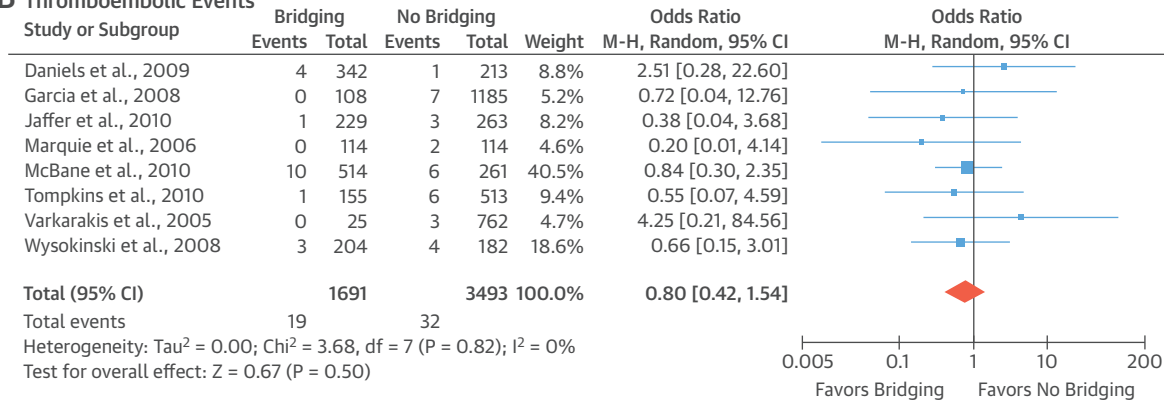 Thromboembolic Events
Bridging No Bridging Odds Ratio Odds Ratio
Study or Subgroup Events Total Events Total Weight M-H, Random, 95% CI M-H, Random, 95% CI
Daniels et al., 2009 4 342 1 213 8.8% 2.51 [0.28, 22.60]
Garcia et al., 2008 0 108 7 1185 5.2% 0.72 [0.04, 12.76]
Jaffer et al., 2010 1 229 3 263 8.2% 0.38 [0.04, 3.68]
Marquie et al., 2006 0 114 2 114 4.6% 0.20 [0.01, 4.14]
McBane et al., 2010 10 514 6 261 40.5% 0.84 [0.30, 2.35]
Tompkins et al., 2010 1 155 6 513 9.4% 0.55 [0.07, 4.59]
Varkarakis et al., 2005 0 25 3 762 4.7% 4.25 [0.21, 84.56]
Wysokinski et al., 2008 3 204 4 182 18.6% 0.66 [0.15, 3.01]
Total (95% CI) 1691 3493 100.0% 0.80 [0.42, 1.54]
Total events 19 32
Heterogeneity: Tau² = 0.00; Chi² = 3.68, df = 7 (P = 0.82); I² = 0%
Test for overall effect: Z = 0.67 (P = 0.50)
0.005 0.1 1 10 200
Favors Bridging Favors No Bridging